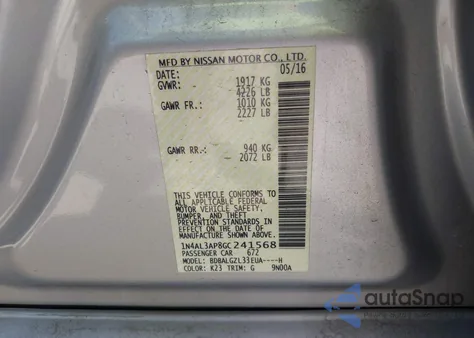 MFD BY NISSAN MOTOR CO., LTD.
DATE: 05/16
GVWR: 1917 KG
4226 LB
GAWR FR.: 1010 KG
2227 LB
GAWR RR.: 940 KG
2072 LB
THIS VEHICLE CONFORMS TO
ALL APPLICABLE FEDERAL
MOTOR VEHICLE SAFETY,
BUMPER, AND THEFT
PREVENTION STANDARDS
IN EFFECT ON THE DATE OF
MANUFACTURE SHOWN ABOVE.
1N4AL3AP8GC241568
PASSENGER CAR 672
MODEL: BDBALGZL33EUA----H
COLOR: K23 TRIM: G 9N00A
autoSnap